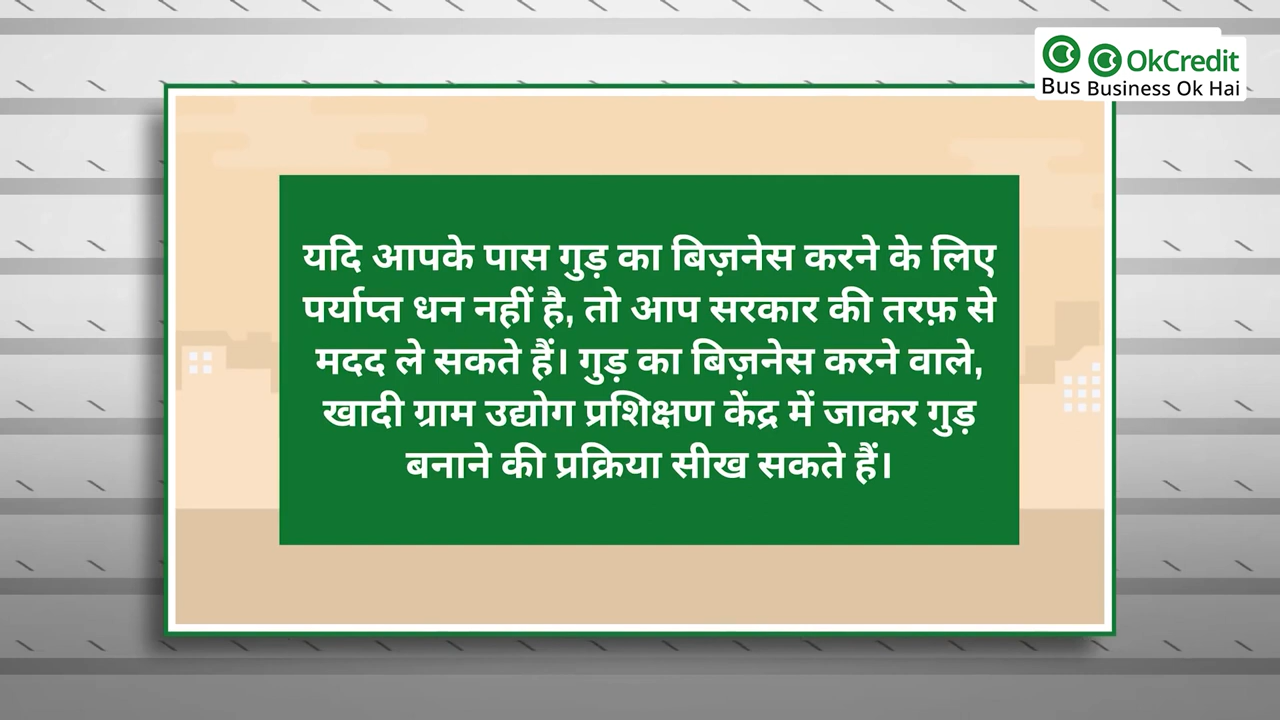 OkCredit
Bus Business Ok Hai
यदि आपके पास गुड़ का बिज़नेस करने के लिए
पर्याप्त धन नहीं है, तो आप सरकार की तरफ़ से
मदद ले सकते हैं। गुड़ का बिज़नेस करने वाले,
खादी ग्राम उद्योग प्रशिक्षण केंद्र में जाकर गुड़
बनाने की प्रक्रिया सीख सकते हैं।